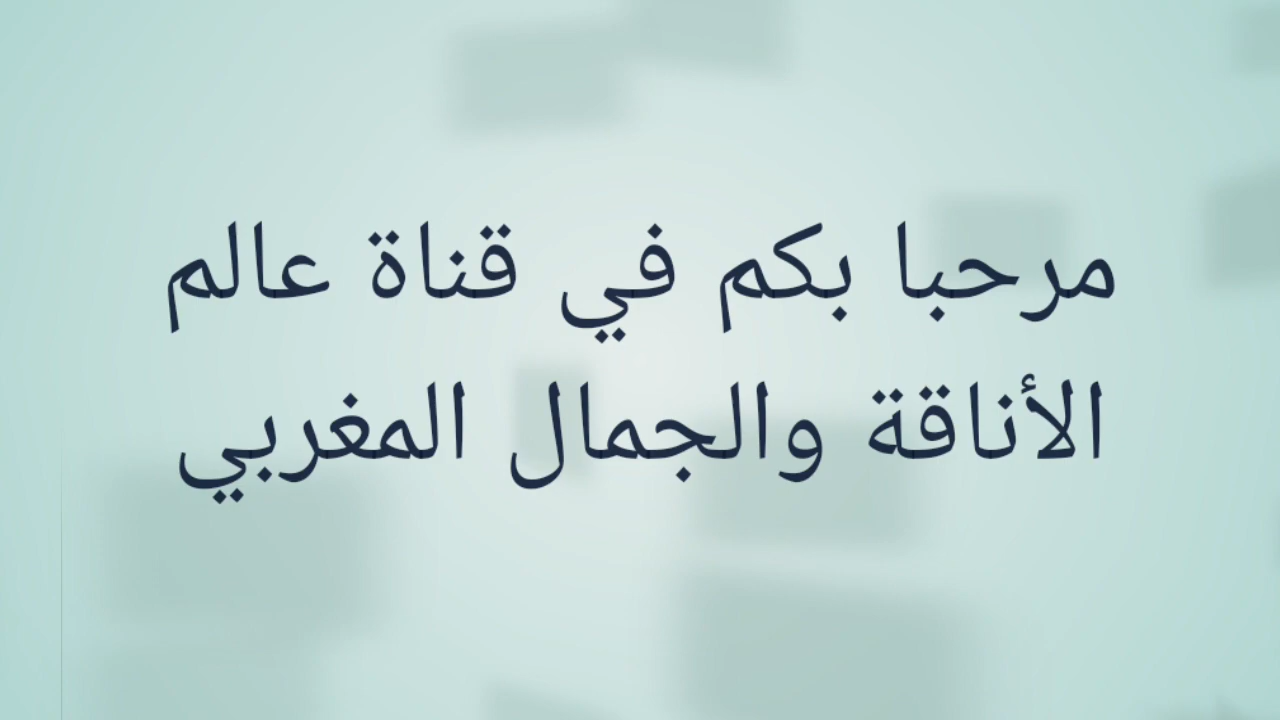 مرحبا بكم في قناة عالم
الأناقة والجمال المغربي